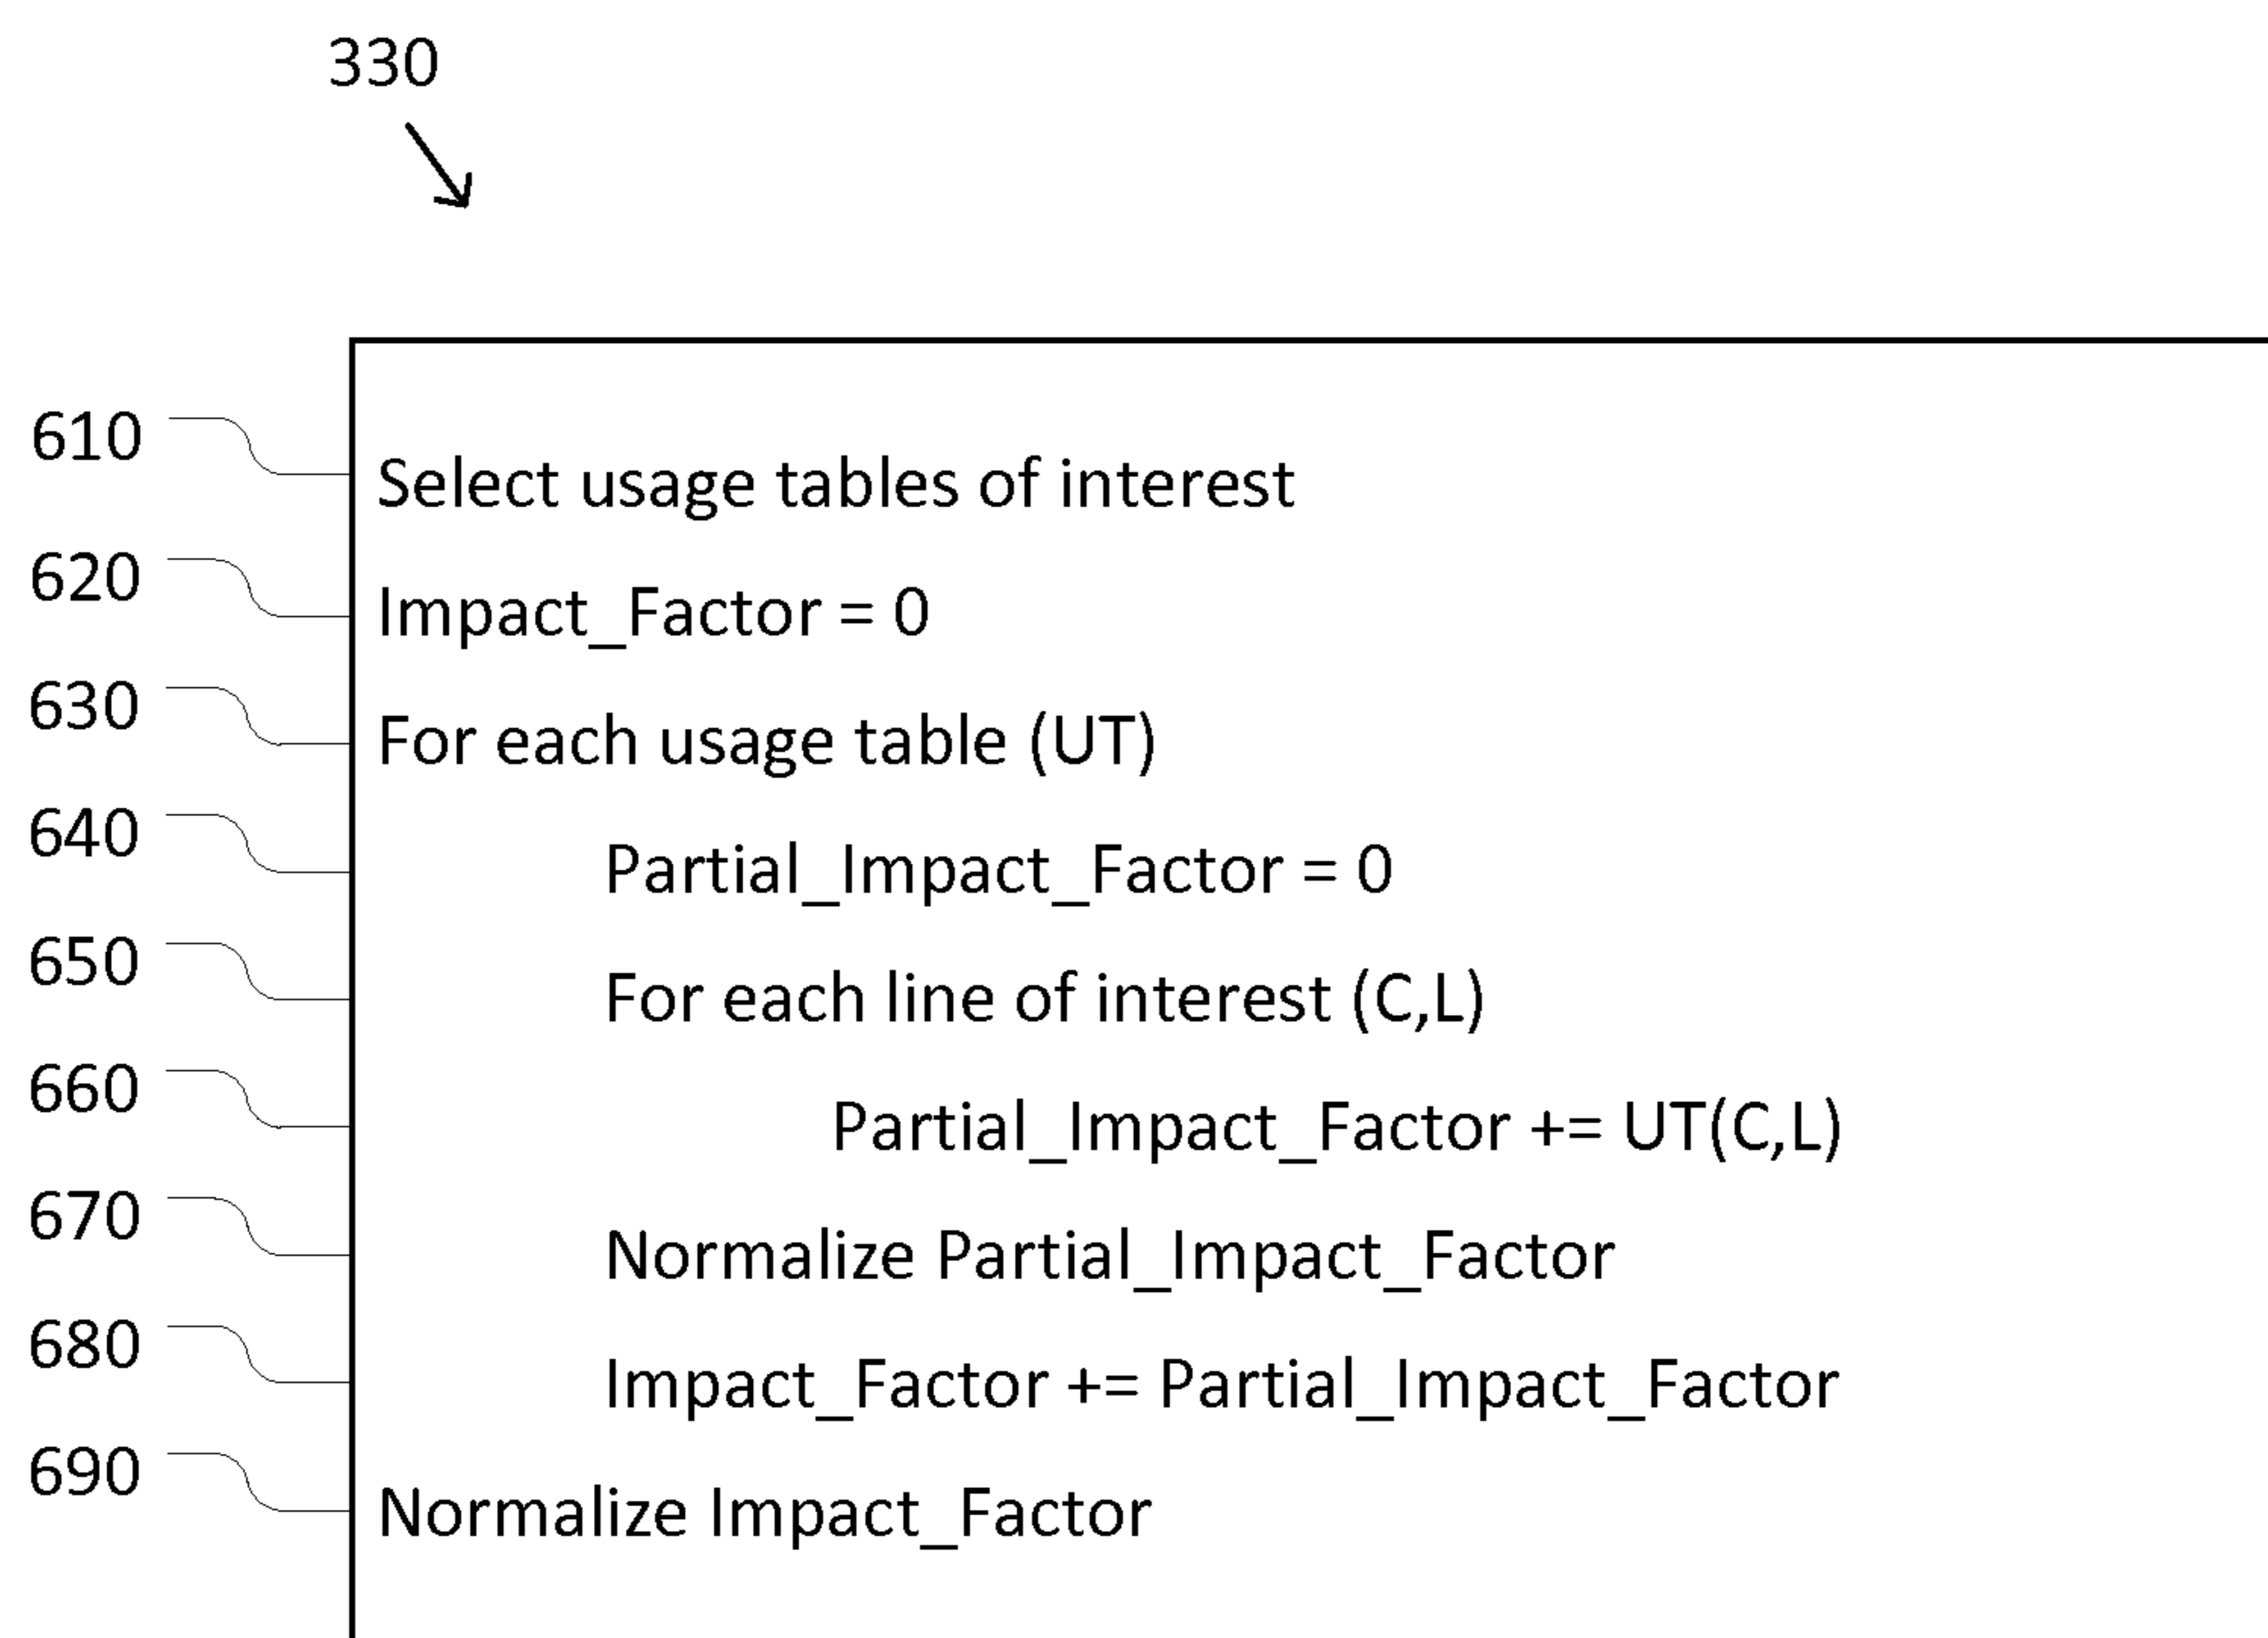 330
610 Select usage tables of interest
620 Impact_Factor = 0
630 For each usage table (UT)
640 Partial_Impact_Factor = 0
650 For each line of interest (C,L)
660 Partial_Impact_Factor += UT(C,L)
670 Normalize Partial_Impact_Factor
680 Impact_Factor += Partial_Impact_Factor
690 Normalize Impact_Factor